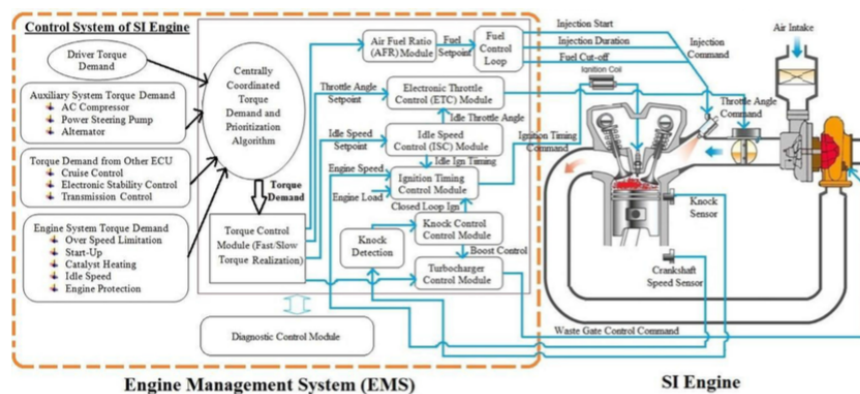 Control System of SI Engine
Driver Torque
Demand
Auxiliary System Torque Demand
AC Compressor
Power Steering Pump
Alternator
Torque Demand from Other ECU
Cruise Control
Electronic Stability Control
Transmission Control
Engine System Torque Demand
Over Speed Limitation
Start-Up
Catalyst Heating
Idle Speed
Engine Protection
Centrally
Coordinated
Torque
Demand and
Prioritization
Algorithm
Torque
Demand
Torque Control
Module (Fast/Slow
Torque Realization)
Diagnostic Control Module
Air Fuel Ratio
(AFR) Module
Fuel
Setpoint
Fuel
Control
Loop
Throttle Angle
Setpoint
Electronic Throttle
Control (ETC) Module
Idle Throttle Angle
Idle Speed
Setpoint
Idle Speed
Control (ISC) Module
Idle Ign Timing
Engine Speed
Engine Load
Ignition Timing
Control Module
Closed Loop Ign
Knock
Detection
Knock Control
Control Module
Boost Control
Turbocharger
Control Module
Injection Start
Injection Duration
Fuel Cut-off
Injection
Command
Ignition Coil
Ignition Timing
Command
Air Intake
Throttle Angle
Command
Knock
Sensor
Crankshaft
Speed Sensor
Waste Gate Control Command
Engine Management System (EMS)
SI Engine